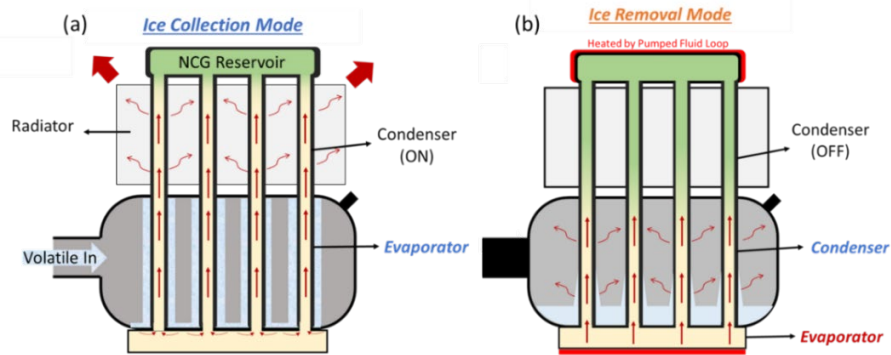 (a)
Ice Collection Mode
NCG Reservoir
Radiator
Condenser
(ON)
Evaporator
Volatile In
(b)
Ice Removal Mode
Heated by Pumped Fluid Loop
Condenser
(OFF)
Condenser
Evaporator